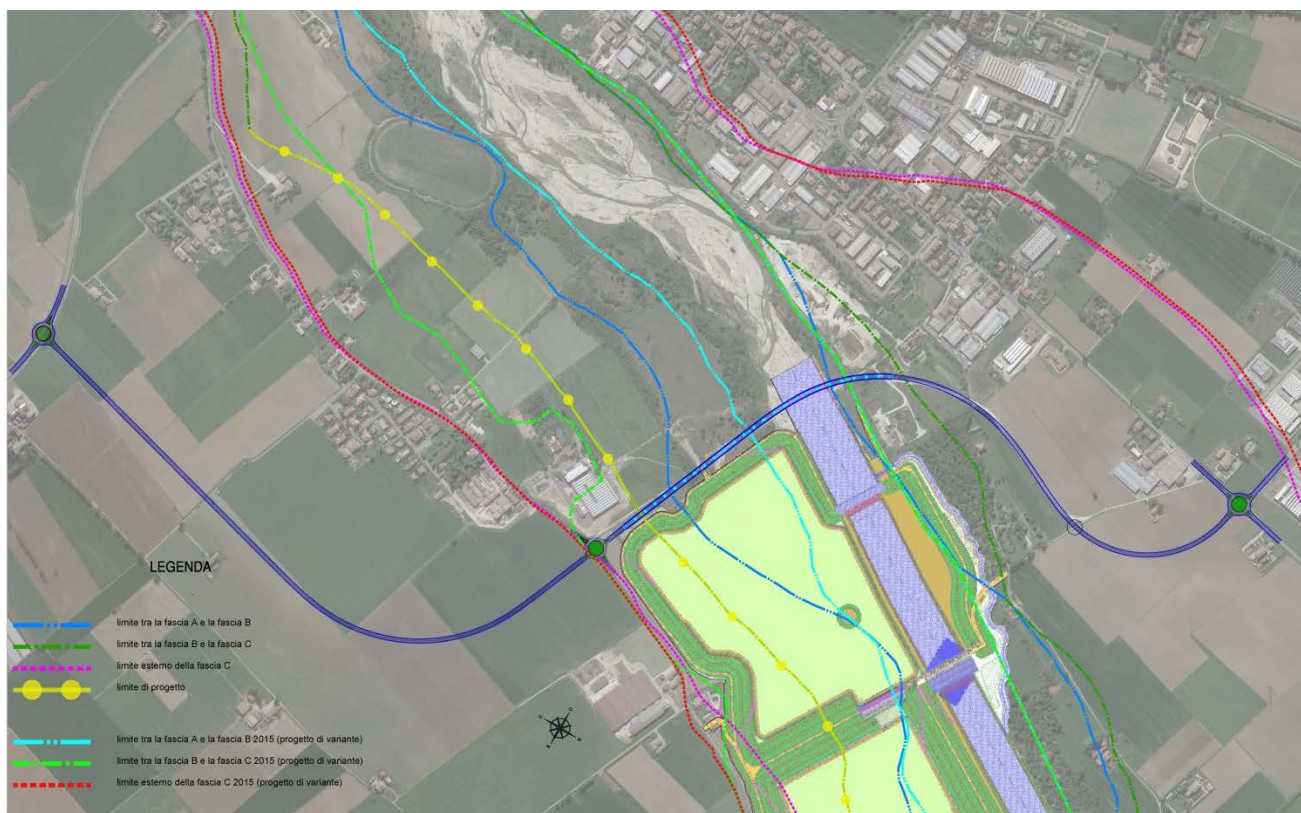 LEGENDA
limite tra la fascia A e la fascia B
limite tra la fascia B e la fascia C
limite esterno della fascia C
limite di progetto
limite tra la fascia A e la fascia B 2015 (progetto di variante)
limite tra la fascia B e la fascia C 2015 (progetto di variante)
limite esterno della fascia C 2015 (progetto di variante)